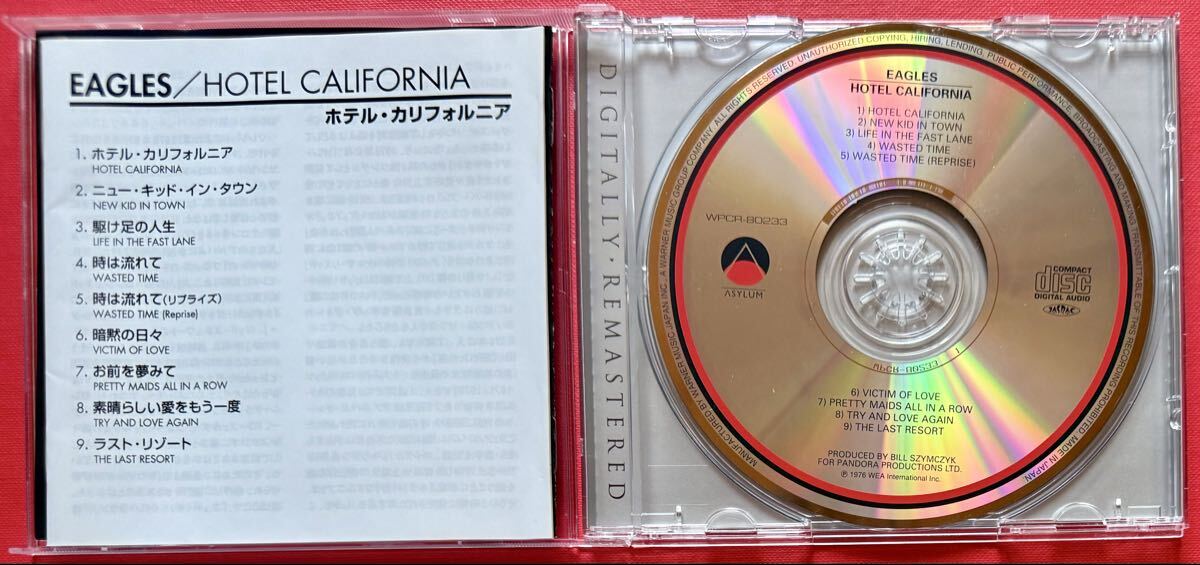 EAGLES/HOTEL CALIFORNIA
ホテル・カリフォルニア
1. ホテル・カリフォルニア
HOTEL CALIFORNIA
2. ニュー・キッド・イン・タウン
NEW KID IN TOWN
3. 駆け足の人生
LIFE IN THE FAST LANE
4. 時は流れて
WASTED TIME
5. 時は流れて(リプライズ)
WASTED TIME (Reprise)
6. 暗黙の日々
VICTIM OF LOVE
7. お前を夢みて
PRETTY MAIDS ALL IN A ROW
8. 素晴らしい愛をもう一度
TRY AND LOVE AGAIN
9. ラスト・リゾート
THE LAST RESORT
DIGITALLY・REMASTERED
MANUFACTURED BY WARNER MUSIC JAPAN INC., A WARNER MUSIC GROUP COMPANY. ALL RIGHTS RESERVED. UNAUTHORIZED COPYING, HIRING, LENDING, PUBLIC PERFORMANCE, BROADCASTING AND MAKING TRANSMITTABLE OF THIS RECORDING PROHIBITED. MADE IN JAPAN.
EAGLES
HOTEL CALIFORNIA
1) HOTEL CALIFORNIA
2) NEW KID IN TOWN
3) LIFE IN THE FAST LANE
4) WASTED TIME
5) WASTED TIME (REPRISE)
WPCR-80233
ASYLUM
COMPACT
disc
DIGITAL AUDIO
JASRAC
6) VICTIM OF LOVE
7) PRETTY MAIDS ALL IN A ROW
8) TRY AND LOVE AGAIN
9) THE LAST RESORT
PRODUCED BY BILL SZYMCZYK
FOR PANDORA PRODUCTIONS LTD.
℗ 1976 WEA International Inc.